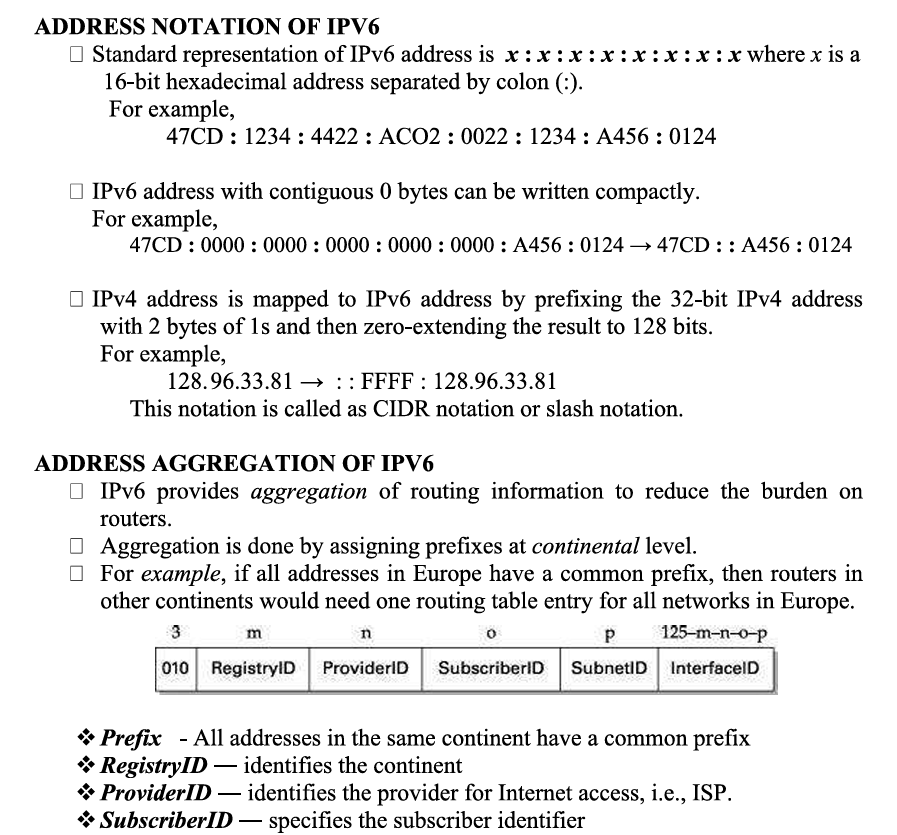 ADDRESS NOTATION OF IPV6
□ Standard representation of IPv6 address is x : x : x : x : x : x : x : x where x is a
16-bit hexadecimal address separated by colon (:).
For example,
47CD : 1234 : 4422 : ACO2 : 0022 : 1234 : A456 : 0124
□ IPv6 address with contiguous 0 bytes can be written compactly.
For example,
47CD : 0000 : 0000 : 0000 : 0000 : 0000 : A456 : 0124 → 47CD : : A456 : 0124
□ IPv4 address is mapped to IPv6 address by prefixing the 32-bit IPv4 address
with 2 bytes of 1s and then zero-extending the result to 128 bits.
For example,
128.96.33.81 → : : FFFF : 128.96.33.81
This notation is called as CIDR notation or slash notation.
ADDRESS AGGREGATION OF IPV6
□ IPv6 provides aggregation of routing information to reduce the burden on
routers.
□ Aggregation is done by assigning prefixes at continental level.
□ For example, if all addresses in Europe have a common prefix, then routers in
other continents would need one routing table entry for all networks in Europe.
3 m n o p 125–m–n–o–p
010 RegistryID ProviderID SubscriberID SubnetID InterfaceID
❖ Prefix - All addresses in the same continent have a common prefix
❖ RegistryID — identifies the continent
❖ ProviderID — identifies the provider for Internet access, i.e., ISP.
❖ SubscriberID — specifies the subscriber identifier